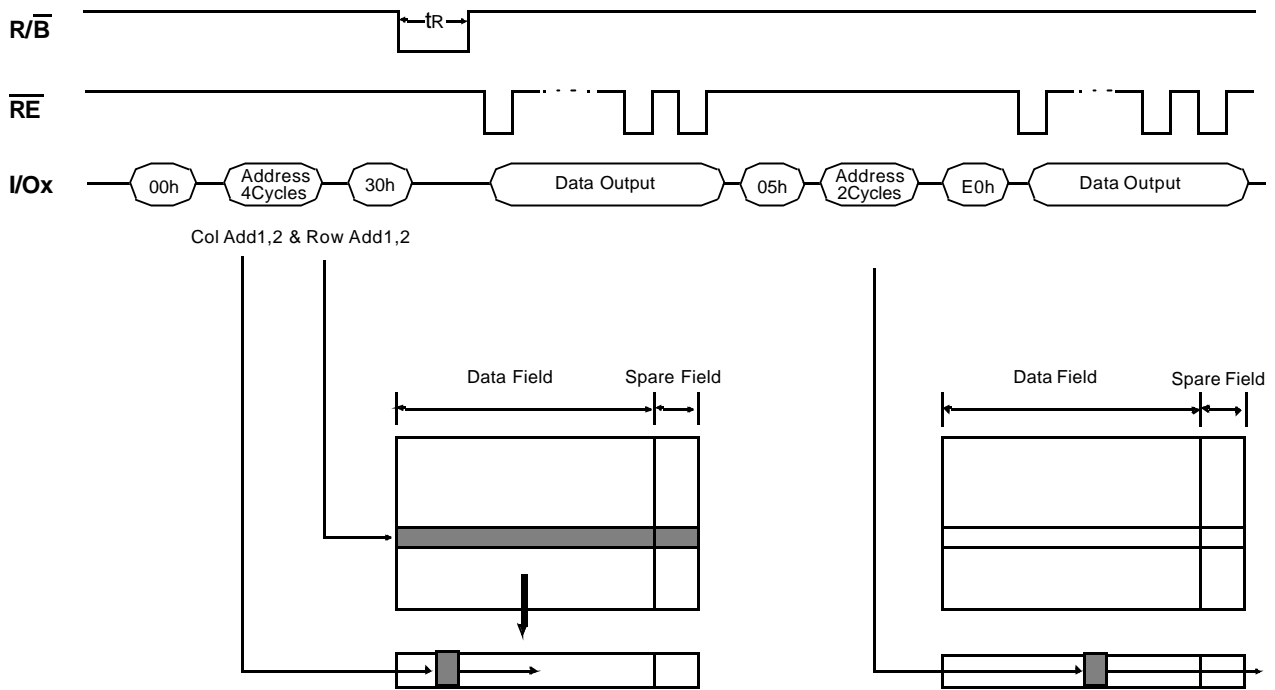 R/B
tR
RE
I/Ox
00h
Address
4Cycles
30h
Data Output
05h
Address
2Cycles
E0h
Data Output
Col Add1,2 & Row Add1,2
Data Field
Spare Field
Data Field
Spare Field